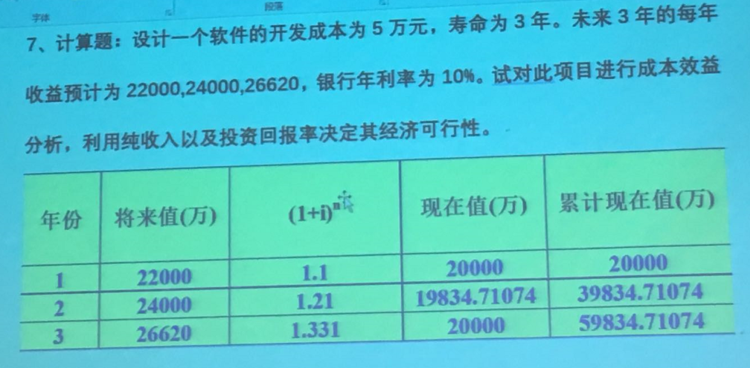 字体
段落
7、计算题：设计一个软件的开发成本为 5 万元，寿命为 3 年。未来 3 年的每年
收益预计为 22000,24000,26620，银行年利率为 10%。试对此项目进行成本效益
分析，利用纯收入以及投资回报率决定其经济可行性。
年份 将来值(万) (1+i)ⁿ 现在值(万) 累计现在值(万)
1 22000 1.1 20000 20000
2 24000 1.21 19834.71074 39834.71074
3 26620 1.331 20000 59834.71074